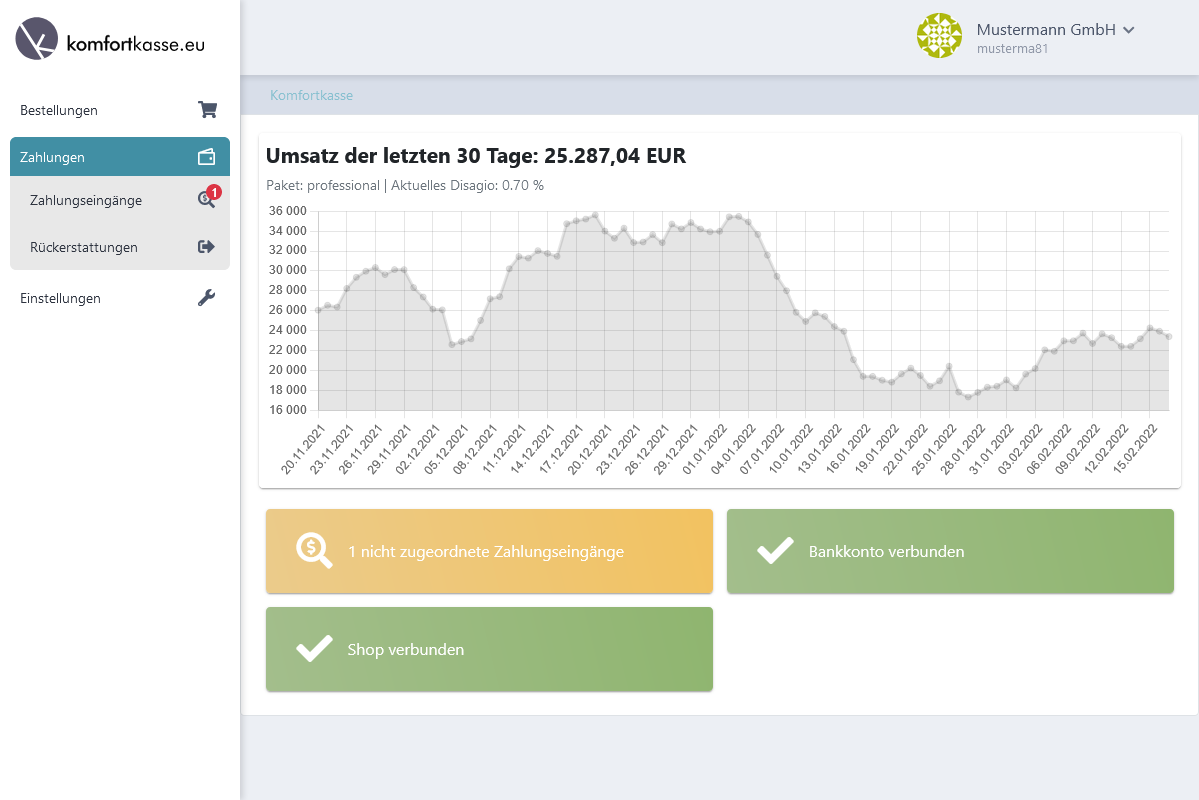 komfortkasse.eu
Mustermann GmbH
musterma81
Komfortkasse
Bestellungen
Zahlungen
Zahlungseingänge 1
Rückerstattungen
Einstellungen
Umsatz der letzten 30 Tage: 25.287,04 EUR
Paket: professional | Aktuelles Disagio: 0.70 %
36 000
34 000
32 000
30 000
28 000
26 000
24 000
22 000
20 000
18 000
16 000
20.11.2021
23.11.2021
26.11.2021
29.11.2021
02.12.2021
05.12.2021
08.12.2021
11.12.2021
14.12.2021
17.12.2021
20.12.2021
23.12.2021
26.12.2021
29.12.2021
01.01.2022
04.01.2022
07.01.2022
10.01.2022
13.01.2022
16.01.2022
19.01.2022
22.01.2022
25.01.2022
28.01.2022
31.01.2022
03.02.2022
06.02.2022
09.02.2022
12.02.2022
15.02.2022
1 nicht zugeordnete Zahlungseingänge
Bankkonto verbunden
Shop verbunden